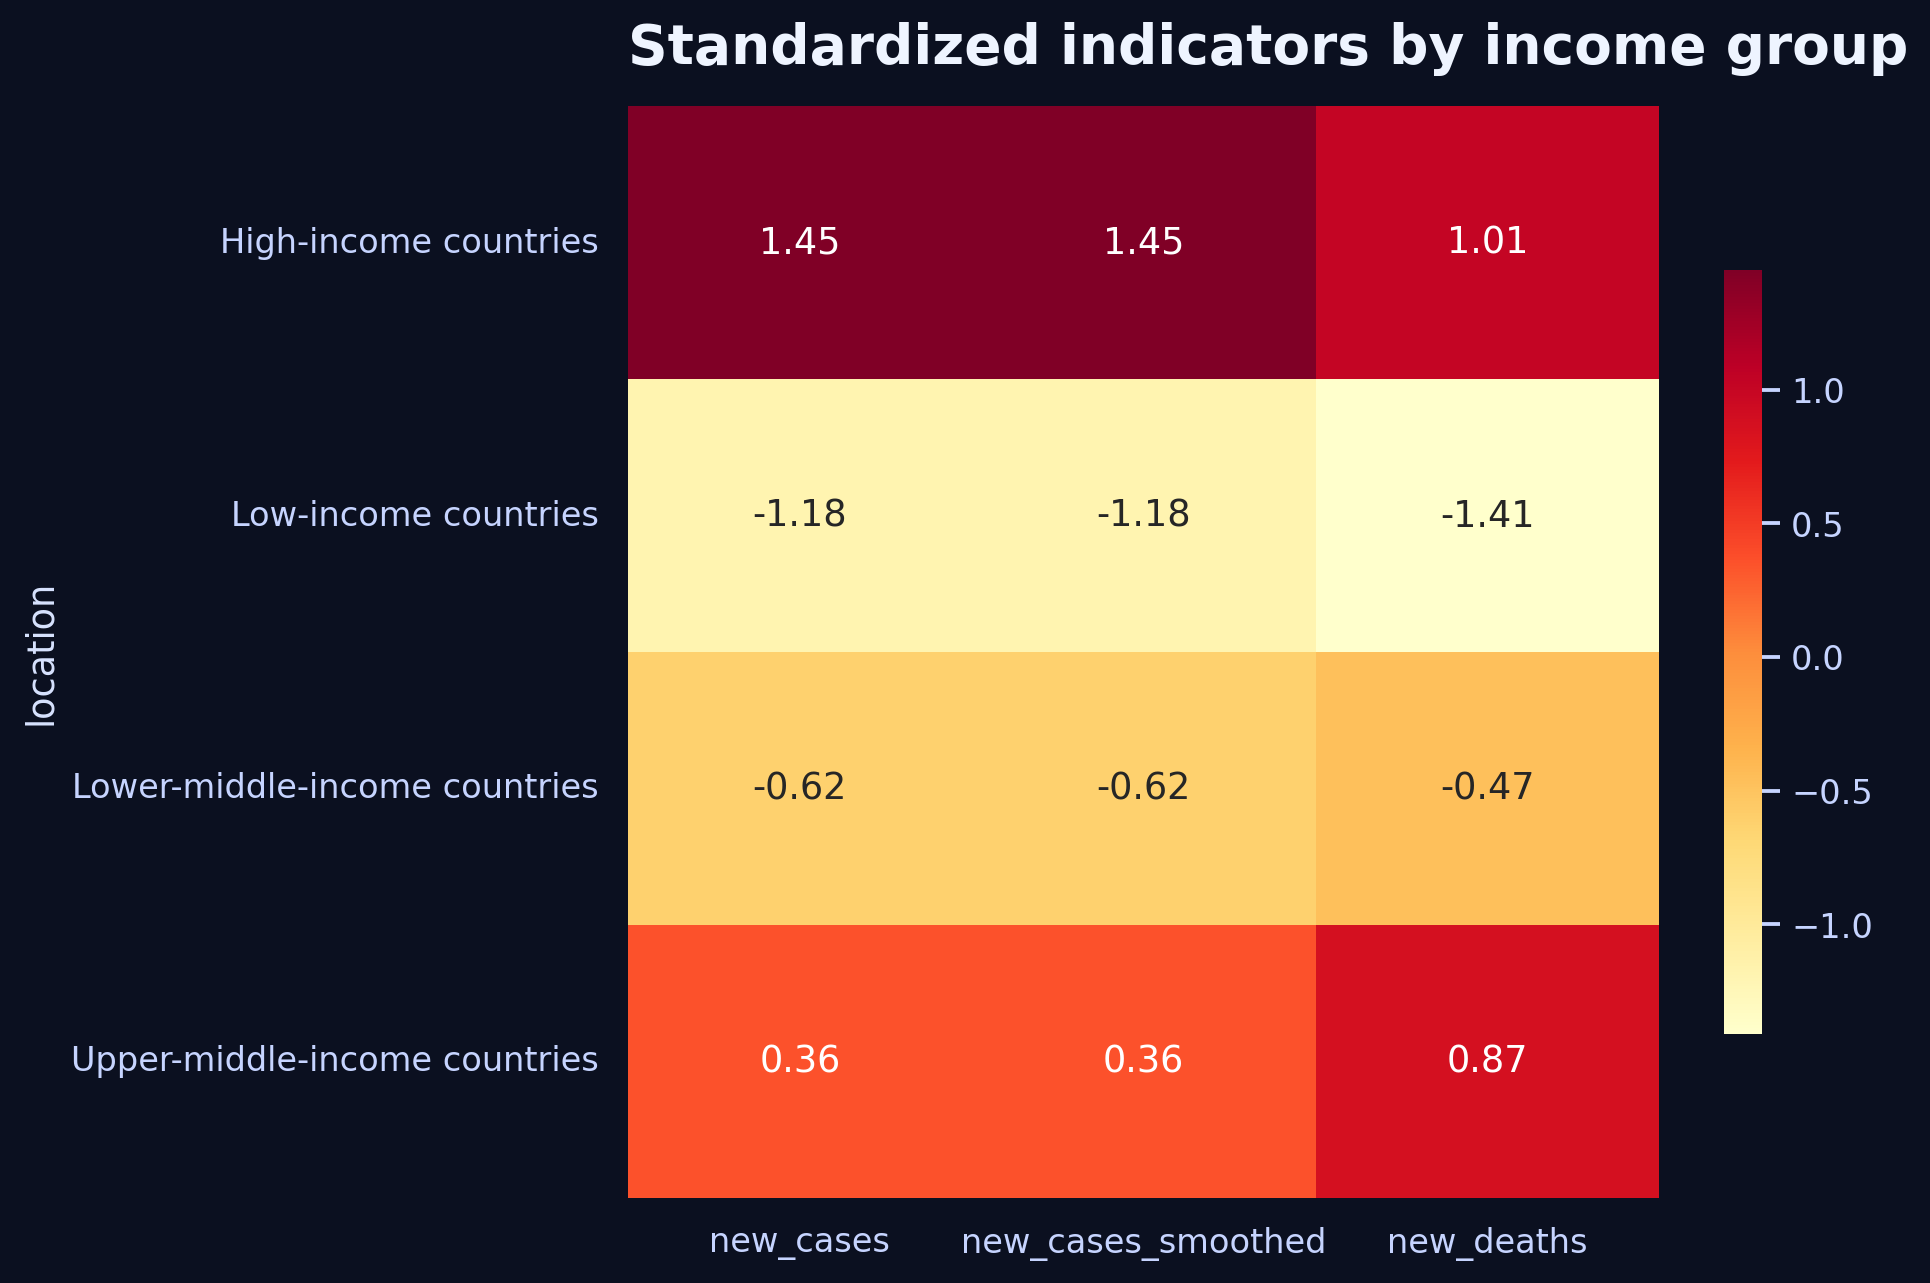 Standardized indicators by income group
High-income countries 1.45 1.45 1.01
Low-income countries -1.18 -1.18 -1.41
Lower-middle-income countries -0.62 -0.62 -0.47
Upper-middle-income countries 0.36 0.36 0.87
new_cases new_cases_smoothed new_deaths
location
1.0
0.5
0.0
−0.5
−1.0